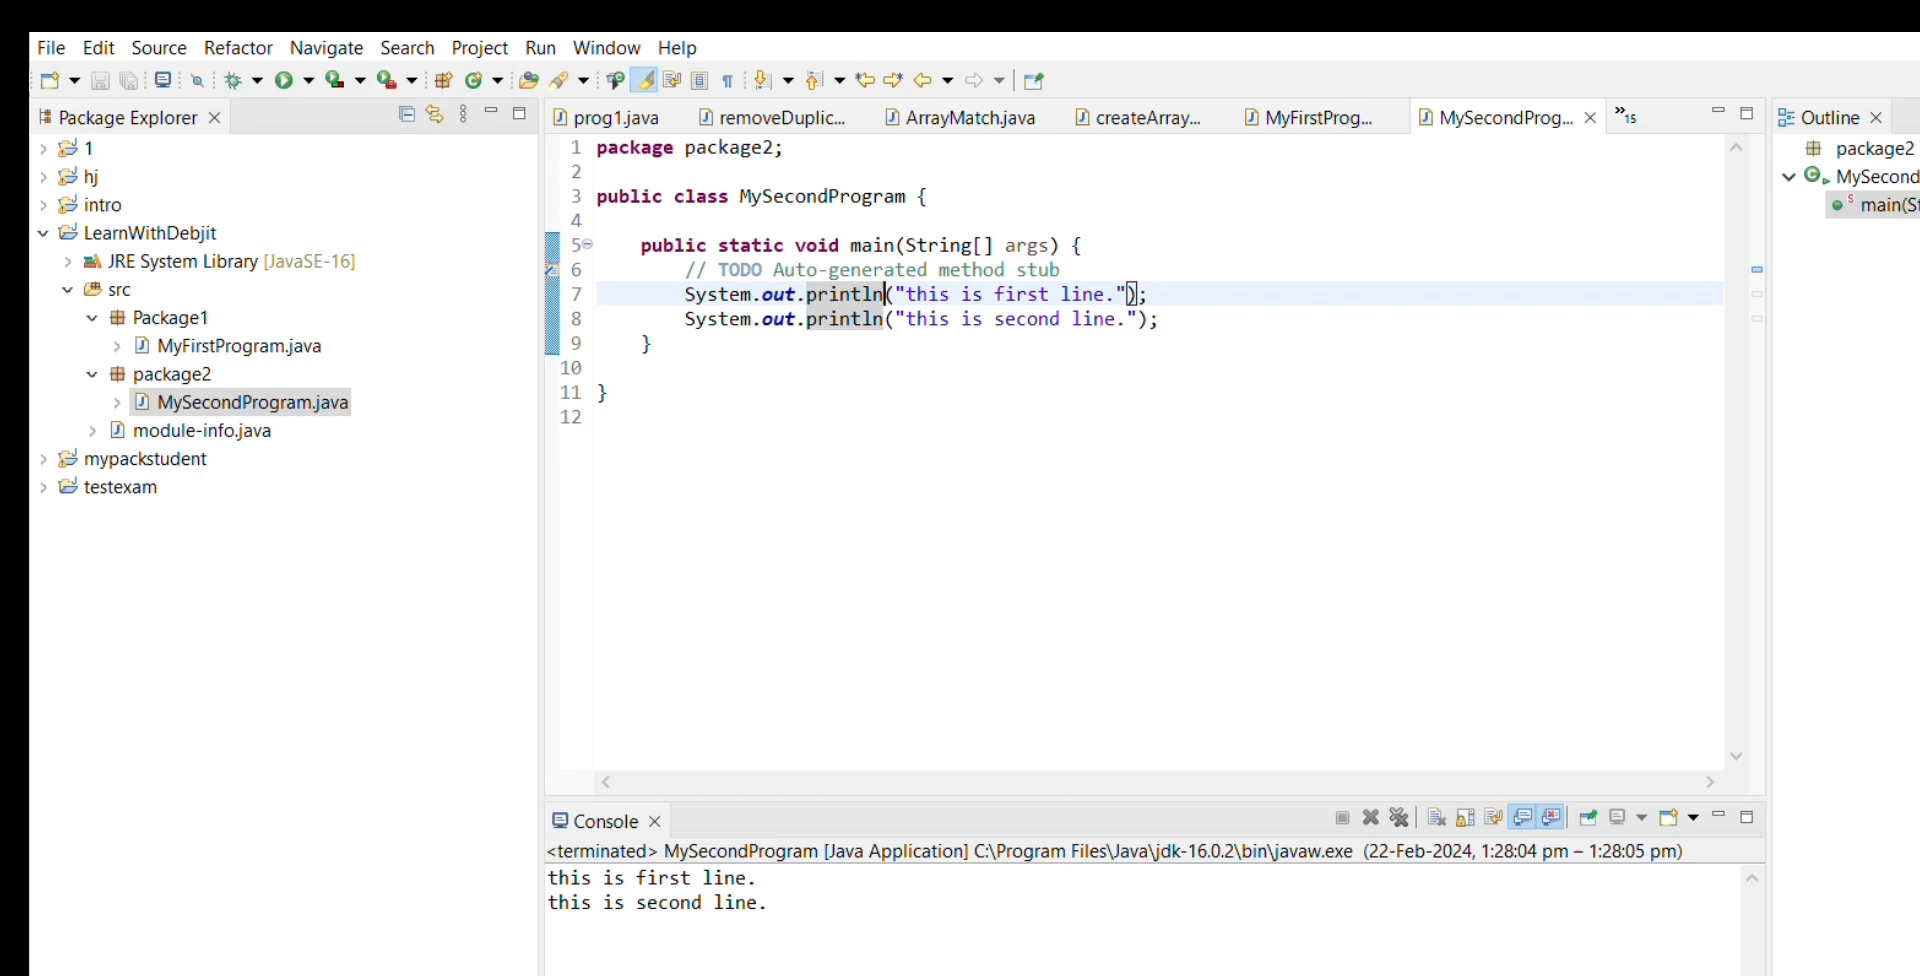 File Edit Source Refactor Navigate Search Project Run Window Help
Package Explorer
1
hj
intro
LearnWithDebjit
JRE System Library [JavaSE-16]
src
Package1
MyFirstProgram.java
package2
MySecondProgram.java
module-info.java
mypackstudent
testexam
prog1.java removeDuplic... ArrayMatch.java createArray... MyFirstProg... MySecondProg... »15
1 package package2;
2
3 public class MySecondProgram {
4
5 public static void main(String[] args) {
6 // TODO Auto-generated method stub
7 System.out.println("this is first line.");
8 System.out.println("this is second line.");
9 }
10
11 }
12
Outline
package2
MySecond
main(St
Console
<terminated> MySecondProgram [Java Application] C:\Program Files\Java\jdk-16.0.2\bin\javaw.exe (22-Feb-2024, 1:28:04 pm – 1:28:05 pm)
this is first line.
this is second line.